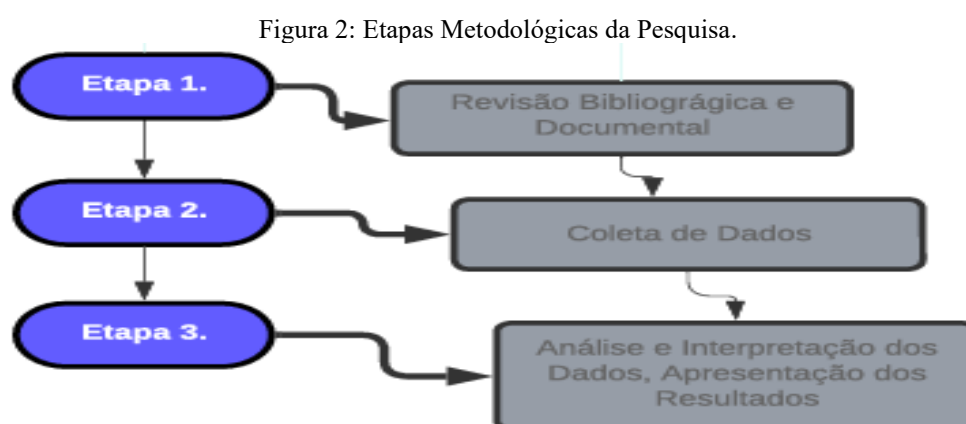 Figura 2: Etapas Metodológicas da Pesquisa.
Etapa 1.
Revisão Bibliográgica e
Documental
Etapa 2.
Coleta de Dados
Etapa 3.
Análise e Interpretação dos
Dados, Apresentação dos
Resultados